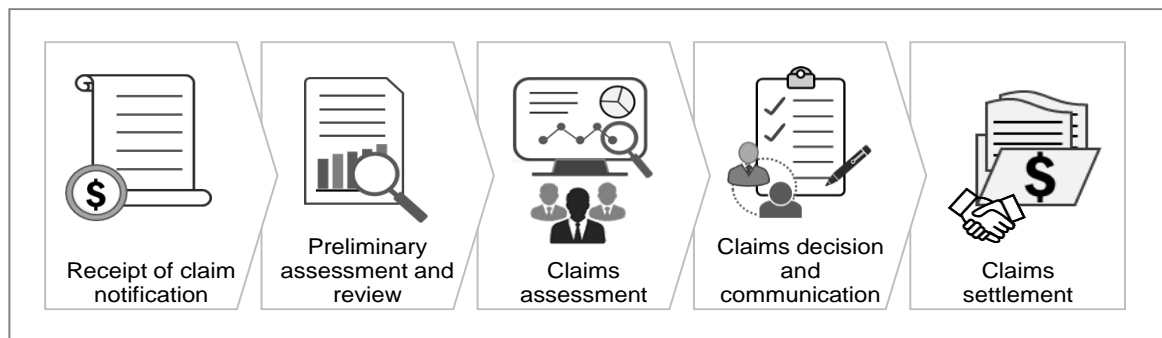 $
Receipt of claim
notification
Preliminary
assessment and
review
Claims
assessment
Claims decision
and
communication
$
Claims
settlement